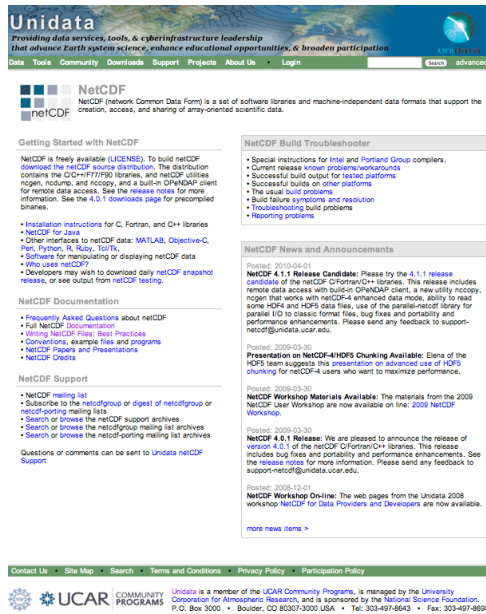 Unidata
Providing data services, tools, & cyberinfrastructure leadership
that advance Earth system science, enhance educational opportunities, & broaden participation
unidata
Data Tools Community Downloads Support Projects About Us • Login Search advanced
NetCDF
netCDF
NetCDF (network Common Data Form) is a set of software libraries and machine-independent data formats that support the
creation, access, and sharing of array-oriented scientific data.
Getting Started with NetCDF
NetCDF is freely available (LICENSE). To build netCDF
download the netCDF source distribution. The distribution
contains the C/C++/F77/F90 libraries, and netCDF utilities
ncgen, ncdump, and nccopy, and a built-in OPeNDAP client
for remote data access. See the release notes for more
information. See the 4.0.1 downloads page for precompiled
binaries.
• Installation instructions for C, Fortran, and C++ libraries
• NetCDF for Java
• Other interfaces to netCDF data: MATLAB, Objective-C,
Perl, Python, R, Ruby, Tcl/Tk,
• Software for manipulating or displaying netCDF data
• Who uses netCDF?
• Developers may wish to download daily netCDF snapshot
release, or see output from netCDF testing.
NetCDF Documentation
• Frequently Asked Questions about netCDF
• Full NetCDF Documentation
• Writing NetCDF Files: Best Practices
• Conventions, example files and programs
• NetCDF Papers and Presentations
• NetCDF Credits
NetCDF Support
• NetCDF mailing list
• Subscribe to the netcdfgroup or digest of netcdfgroup or
netcdf-porting mailing lists
• Search or browse the netCDF support archives
• Search or browse the netcdfgroup mailing list archives
• Search or browse the netcdf-porting mailing list archives
Questions or comments can be sent to Unidata netCDF
Support
NetCDF Build Troubleshooter
• Special instructions for Intel and Portland Group compilers.
• Current release known problems/workarounds
• Successful build output for tested platforms
• Successful builds on other platforms
• The usual build problems
• Build failure symptoms and resolution
• Troubleshooting build problems
• Reporting problems
NetCDF News and Announcements
Posted: 2010-04-01
NetCDF 4.1.1 Release Candidate: Please try the 4.1.1 release
candidate of the netCDF C/Fortran/C++ libraries. This release includes
remote data access with build-in OPeNDAP client, a new utility nccopy,
ncgen that works with netCDF-4 enhanced data mode, ability to read
some HDF4 and HDF5 data files, use of the parallel-netcdf library for
parallel I/O to classic format files, bug fixes and portability and
performance enhancements. Please send any feedback to support-
netcdf@unidata.ucar.edu.
Posted: 2009-03-30
Presentation on NetCDF-4/HDF5 Chunking Available: Elena of the
HDF5 team suggests this presentation on advanced use of HDF5
chunking for netCDF-4 users who want to maximize performance.
Posted: 2009-03-30
NetCDF Workshop Materials Available: The materials from the 2009
NetCDF User Workshop are now available on line: 2009 NetCDF
Workshop.
Posted: 2009-03-30
NetCDF 4.0.1 Release: We are pleased to announce the release of
version 4.0.1 of the netCDF C/Fortran/C++ libraries. This release
includes bug fixes and portability and performance enhancements. See
the release notes for more information. Please send any feedback to
support-netcdf@unidata.ucar.edu.
Posted: 2008-12-01
NetCDF Workshop On-line: The web pages from the Unidata 2008
workshop NetCDF for Data Providers and Developers are now available.
more news items >
Contact Us • Site Map • Search • Terms and Conditions • Privacy Policy • Participation Policy
UCAR COMMUNITY PROGRAMS
Unidata is a member of the UCAR Community Programs, is managed by the University
Corporation for Atmospheric Research, and is sponsored by the National Science Foundation.
P.O. Box 3000 • Boulder, CO 80307-3000 USA • Tel: 303-497-8643 • Fax: 303-497-8690